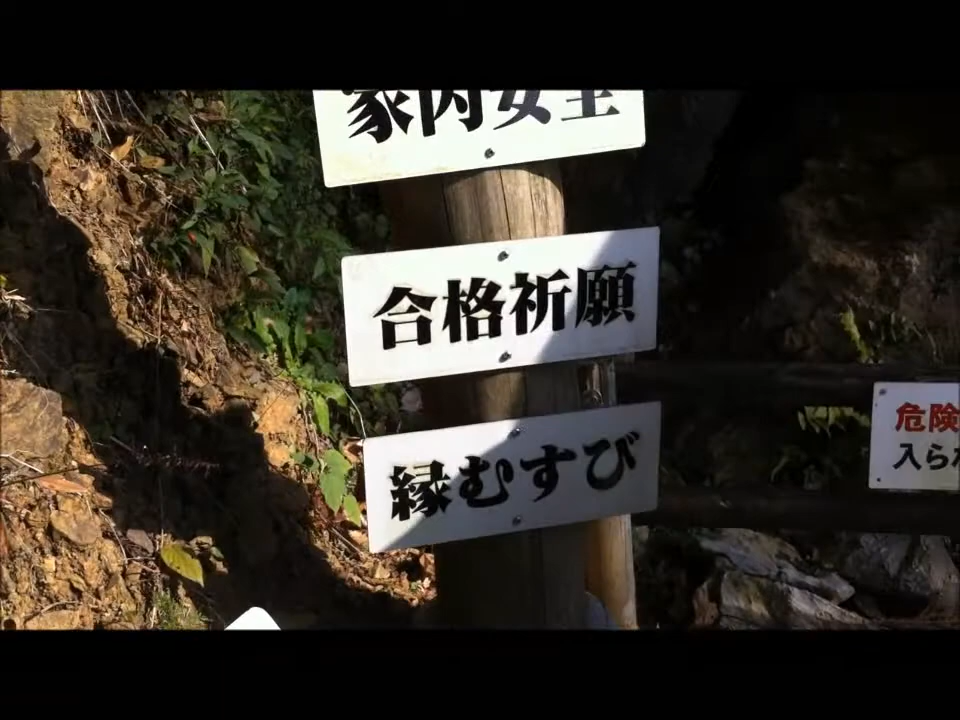 家内安全
合格祈願
縁むすび
危険
入ら